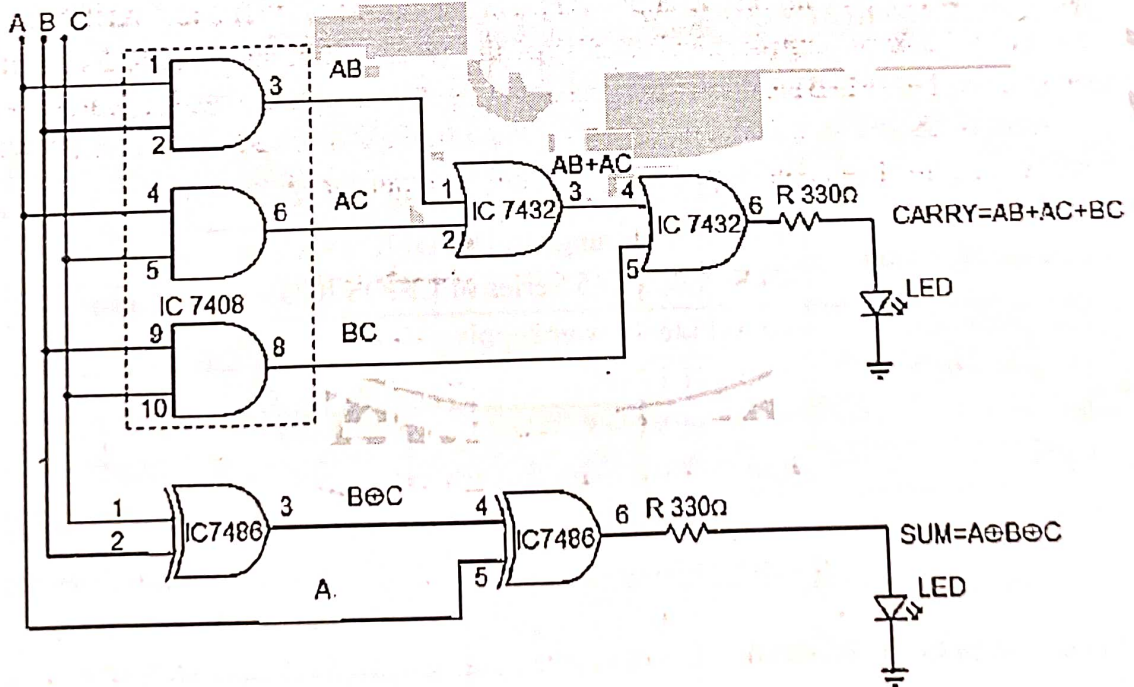 A B C
1
3
AB
2
4
6
AC
5
IC 7408
9
8
BC
10
1
2
IC 7432
AB+AC
3
4
5
IC 7432
6
R 330Ω
CARRY=AB+AC+BC
LED
1
2
IC7486
3
B⊕C
4
5
A.
IC7486
6
R 330Ω
SUM=A⊕B⊕C
LED